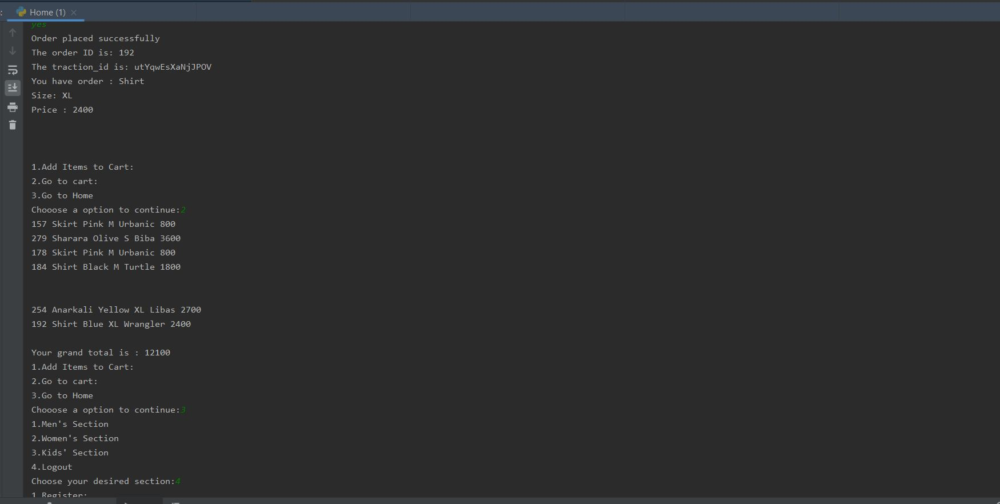 Home (1)
yes
Order placed successfully
The order ID is: 192
The traction_id is: utYqwEsXaNjJPOV
You have order : Shirt
Size: XL
Price : 2400
1.Add Items to Cart:
2.Go to cart:
3.Go to Home
Chooose a option to continue:2
157 Skirt Pink M Urbanic 800
279 Sharara Olive S Biba 3600
178 Skirt Pink M Urbanic 800
184 Shirt Black M Turtle 1800
254 Anarkali Yellow XL Libas 2700
192 Shirt Blue XL Wrangler 2400
Your grand total is : 12100
1.Add Items to Cart:
2.Go to cart:
3.Go to Home
Chooose a option to continue:3
1.Men's Section
2.Women's Section
3.Kids' Section
4.Logout
Choose your desired section:4
1.Register: